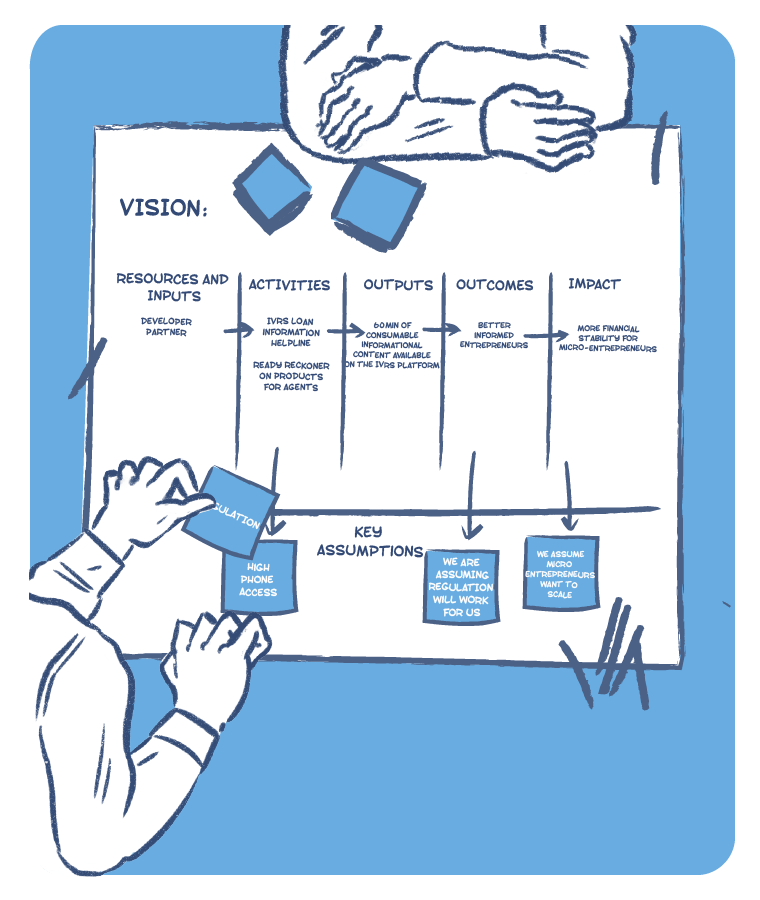 VISION:
RESOURCES AND
INPUTS
DEVELOPER
PARTNER
ACTIVITIES
IVRS LOAN
INFORMATION
HELPLINE
READY RECKONER
ON PRODUCTS
FOR AGENTS
OUTPUTS
60MIN OF
CONSUMABLE
INFORMATIONAL
CONTENT AVAILABLE
ON THE IVRS PLATFORM
OUTCOMES
BETTER
INFORMED
ENTREPRENEURS
IMPACT
MORE FINANCIAL
STABILITY FOR
MICRO-ENTREPRENEURS
KEY
ASSUMPTIONS
HIGH
PHONE
ACCESS
WE ARE
ASSUMING
REGULATION
WILL WORK
FOR US
WE ASSUME
MICRO
ENTREPRENEURS
WANT TO
SCALE